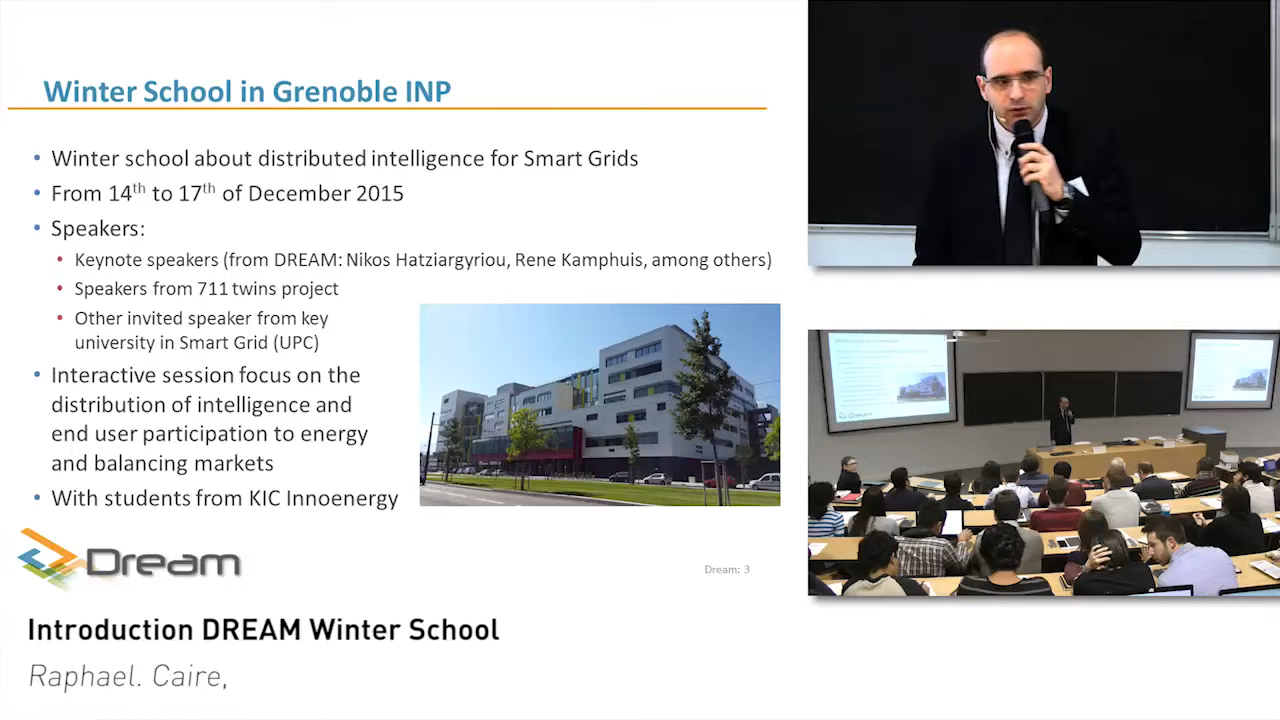 Winter School in Grenoble INP
• Winter school about distributed intelligence for Smart Grids
• From 14th to 17th of December 2015
• Speakers:
• Keynote speakers (from DREAM: Nikos Hatziargyriou, Rene Kamphuis, among others)
• Speakers from 711 twins project
• Other invited speaker from key
university in Smart Grid (UPC)
• Interactive session focus on the
distribution of intelligence and
end user participation to energy
and balancing markets
• With students from KIC Innoenergy
Dream
Dream: 3
Introduction DREAM Winter School
Raphael. Caire,
Dream